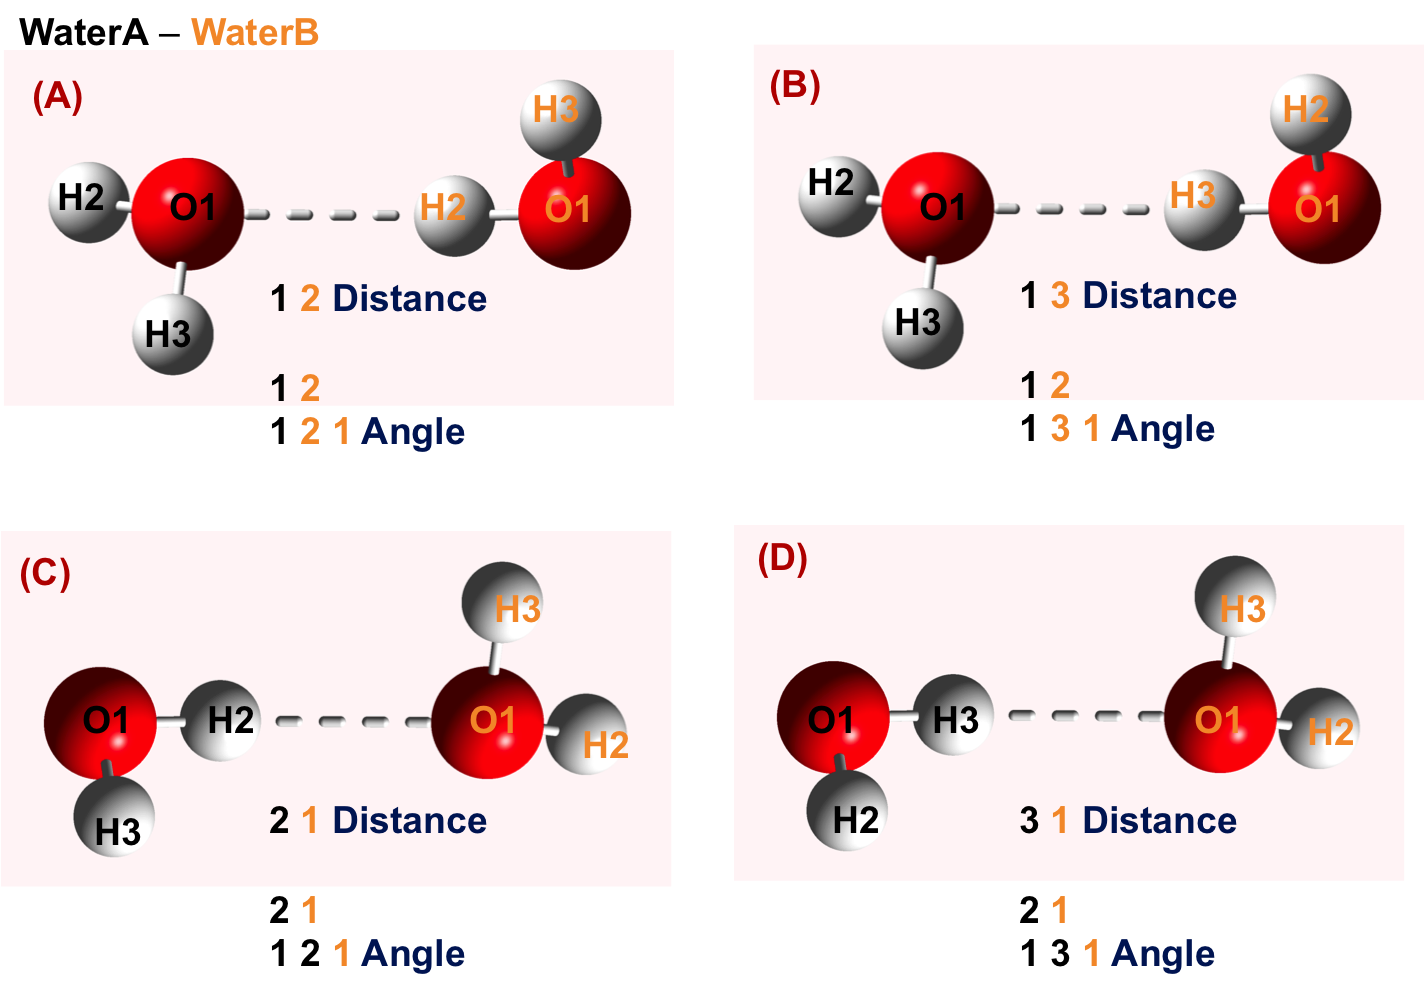 WaterA – WaterB
(A)
H3
H2
O1
H2
O1
H3
1 2 Distance
1 2
1 2 1 Angle
(B)
H2
H2
O1
H3
O1
H3
1 3 Distance
1 2
1 3 1 Angle
(C)
H3
O1
H2
O1
H2
H3
2 1 Distance
2 1
1 2 1 Angle
(D)
H3
O1
H3
O1
H2
H2
3 1 Distance
2 1
1 3 1 Angle